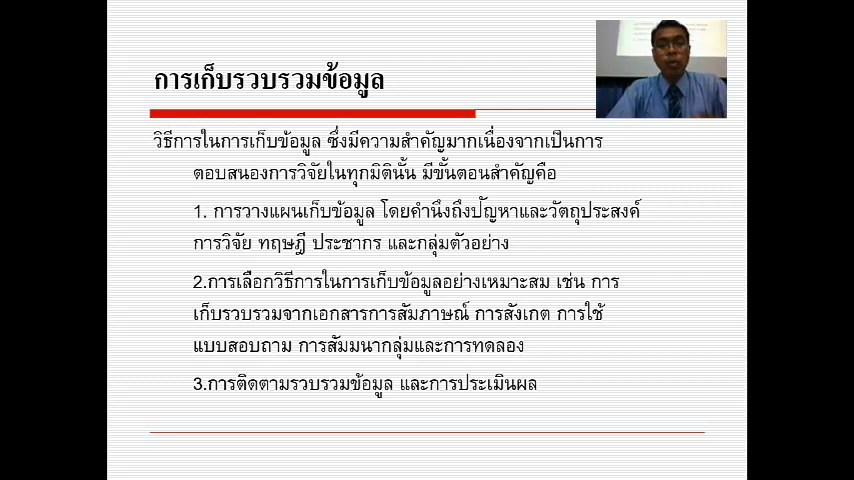 การเก็บรวบรวมข้อมูล
วิธีการในการเก็บข้อมูล ซึ่งมีความสำคัญมากเนื่องจากเป็นการ
ตอบสนองการวิจัยในทุกมิตินั้น มีขั้นตอนสำคัญคือ
1. การวางแผนเก็บข้อมูล โดยคำนึงถึงปัญหาและวัตถุประสงค์
การวิจัย ทฤษฎี ประชากร และกลุ่มตัวอย่าง
2.การเลือกวิธีการในการเก็บข้อมูลอย่างเหมาะสม เช่น การ
เก็บรวบรวมจากเอกสารการสัมภาษณ์ การสังเกต การใช้
แบบสอบถาม การสัมมนากลุ่มและการทดลอง
3.การติดตามรวบรวมข้อมูล และการประเมินผล